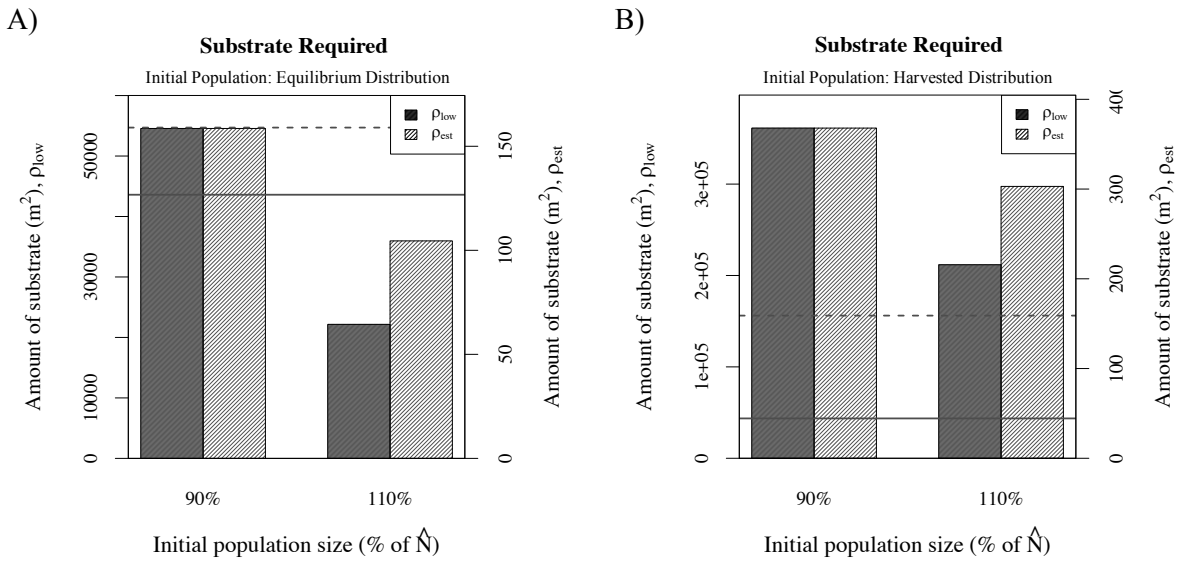 A)
Substrate Required
Initial Population: Equilibrium Distribution
ρlow
ρest
Amount of substrate (m²), ρlow
0
10000
30000
50000
Amount of substrate (m²), ρest
0
50
100
150
90%
110%
Initial population size (% of N̂)
B)
Substrate Required
Initial Population: Harvested Distribution
ρlow
ρest
Amount of substrate (m²), ρlow
0
1e+05
2e+05
3e+05
Amount of substrate (m²), ρest
0
100
200
300
90%
110%
Initial population size (% of N̂)